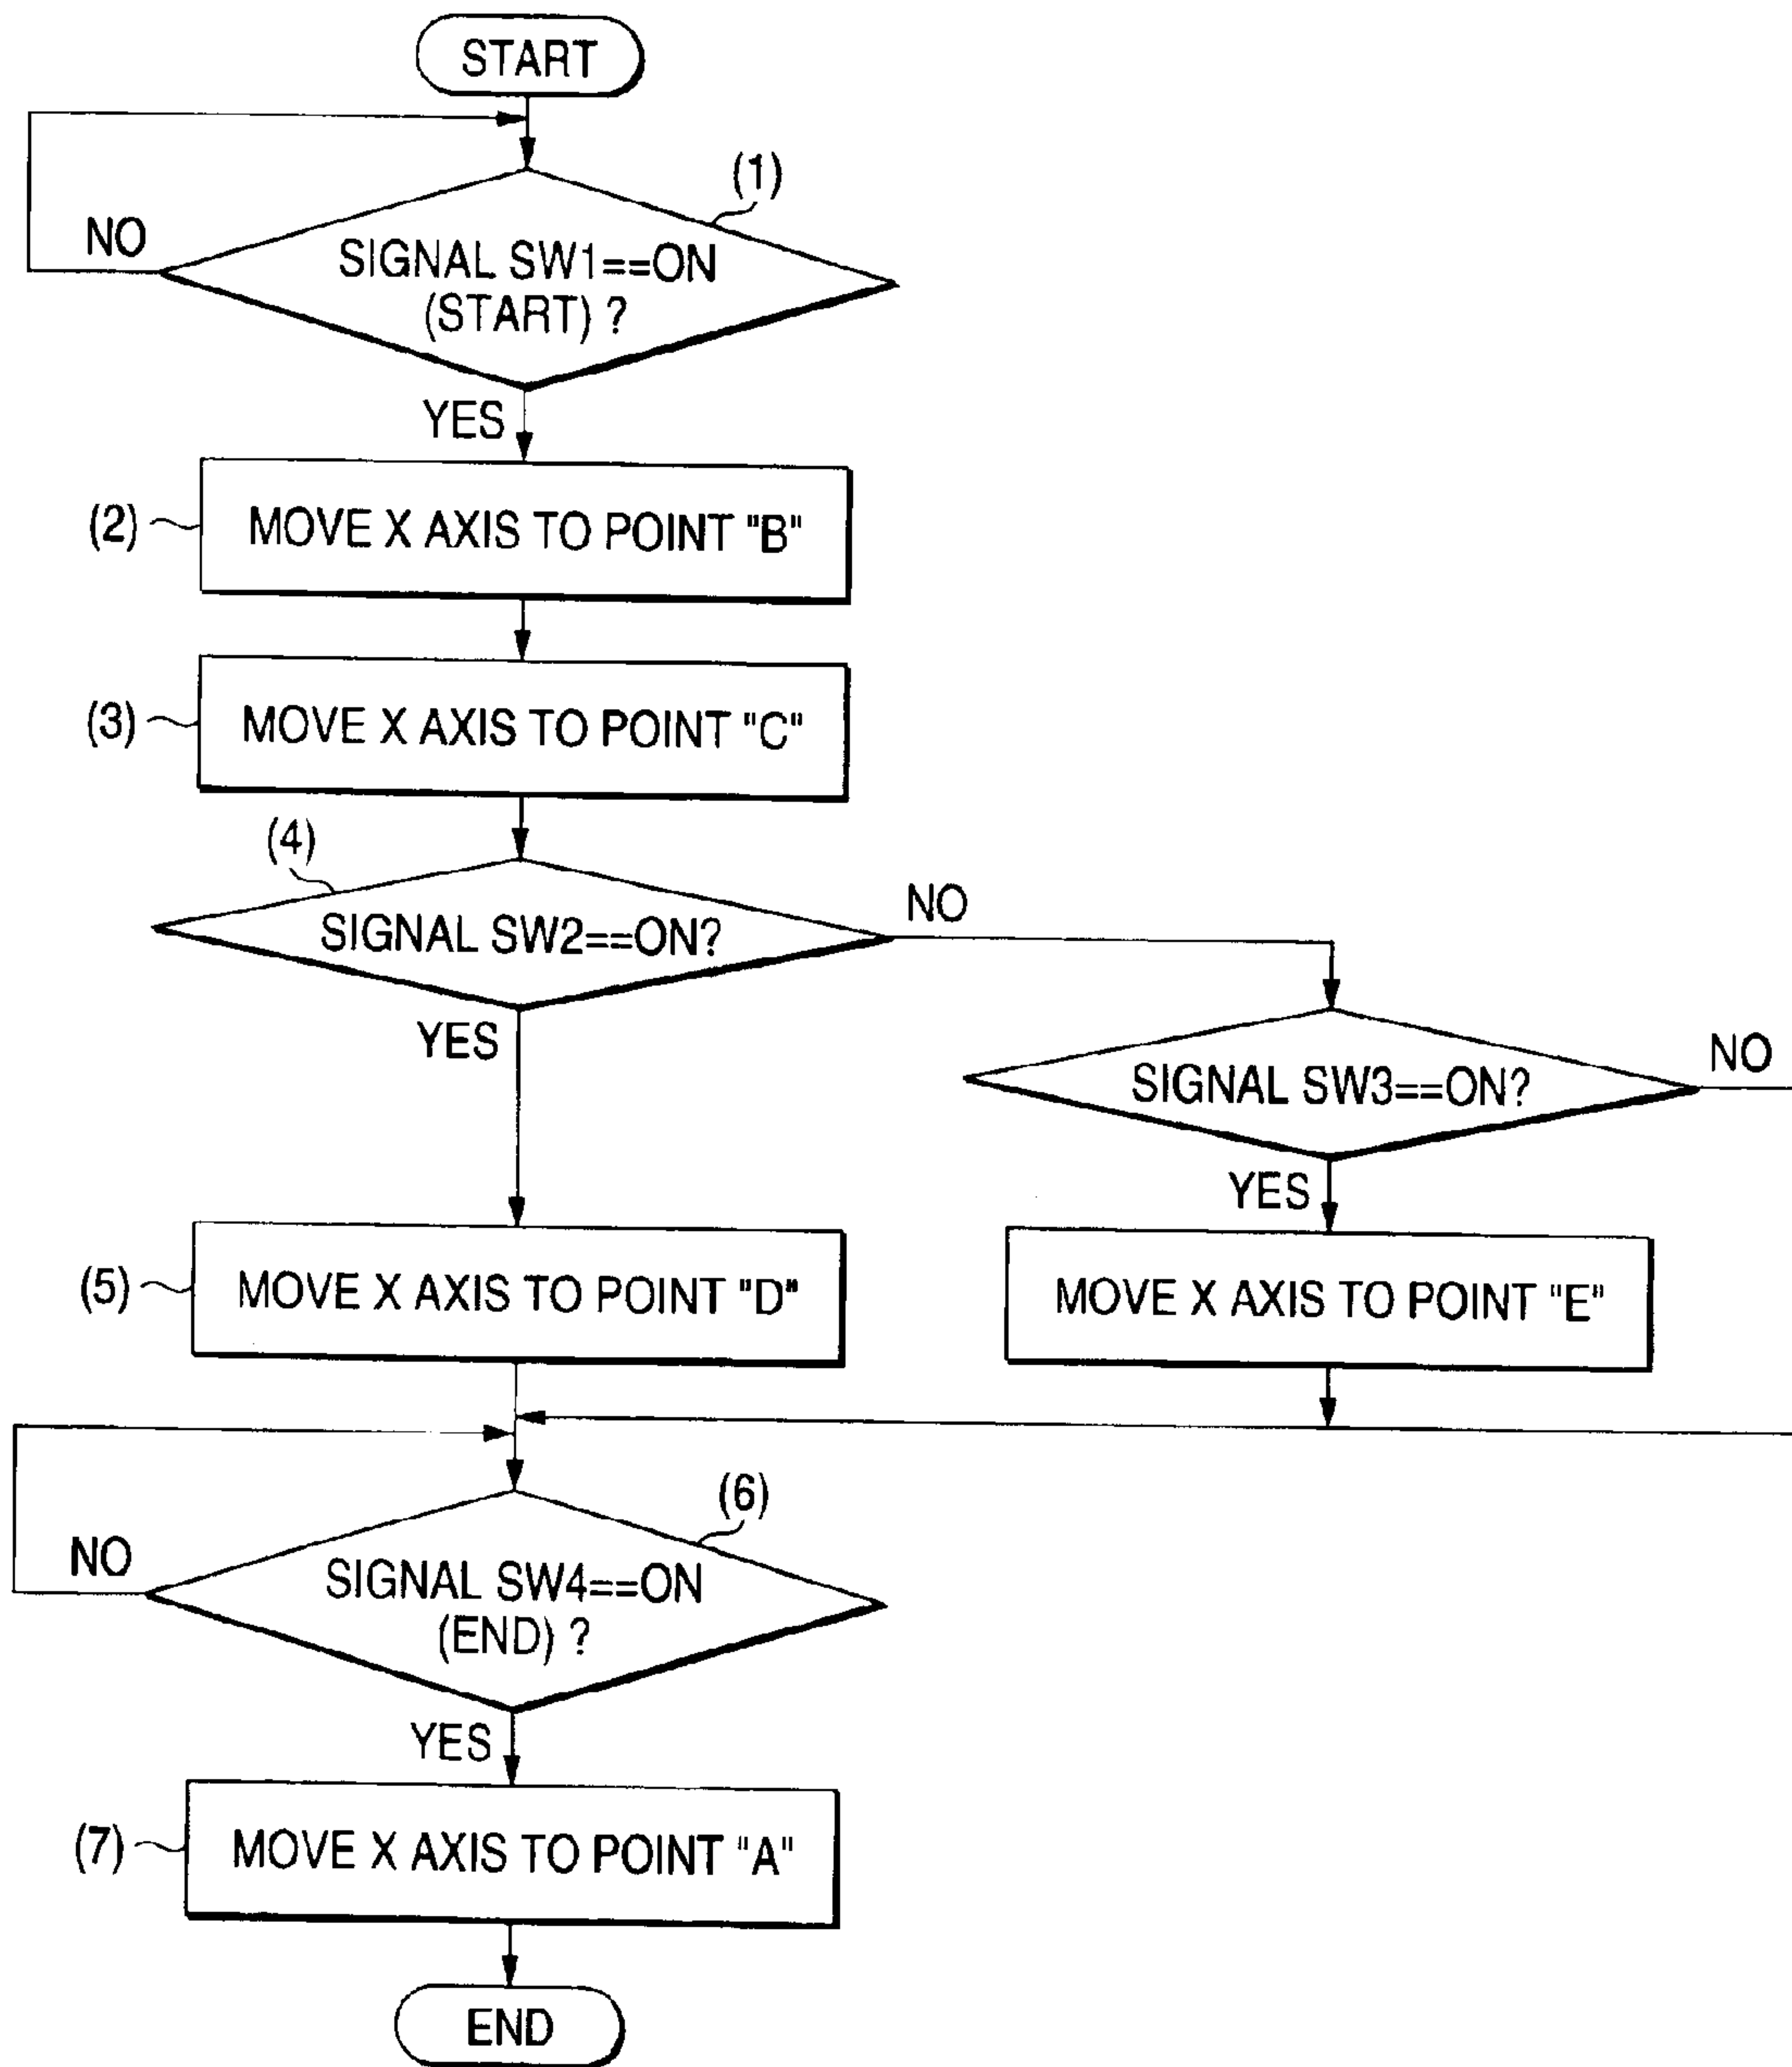 START
(1)
NO
SIGNAL SW1==ON
(START) ?
YES
(2)
MOVE X AXIS TO POINT "B"
(3)
MOVE X AXIS TO POINT "C"
(4)
SIGNAL SW2==ON?
NO
YES
SIGNAL SW3==ON?
NO
YES
(5)
MOVE X AXIS TO POINT "D"
MOVE X AXIS TO POINT "E"
(6)
NO
SIGNAL SW4==ON
(END) ?
YES
(7)
MOVE X AXIS TO POINT "A"
END